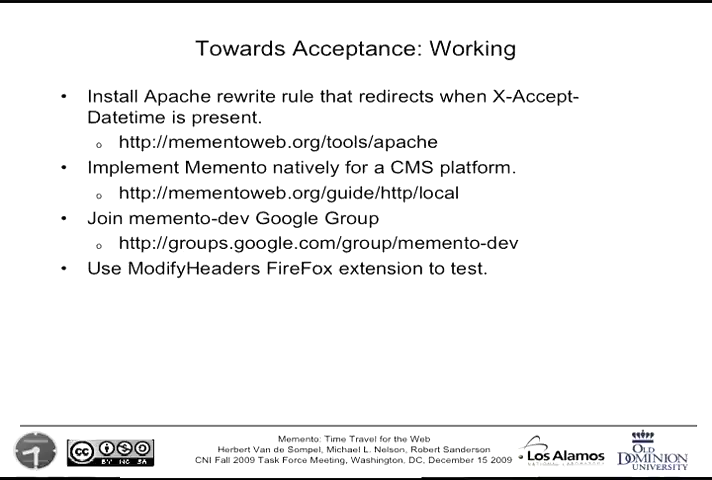 Towards Acceptance: Working
• Install Apache rewrite rule that redirects when X-Accept-
Datetime is present.
o http://mementoweb.org/tools/apache
• Implement Memento natively for a CMS platform.
o http://mementoweb.org/guide/http/local
• Join memento-dev Google Group
o http://groups.google.com/group/memento-dev
• Use ModifyHeaders FireFox extension to test.
Memento: Time Travel for the Web
Herbert Van de Sompel, Michael L. Nelson, Robert Sanderson
CNI Fall 2009 Task Force Meeting, Washington, DC, December 15 2009
cc BY NC SA
Los Alamos
NATIONAL LABORATORY
OLD
DOMINION
UNIVERSITY